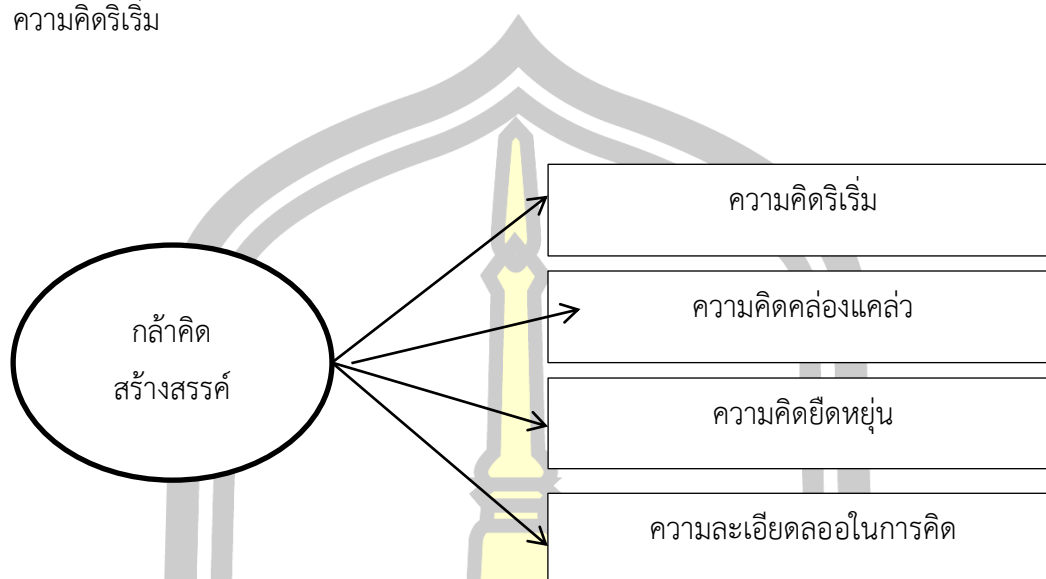 ความคิดริเริ่ม
ความคิดริเริ่ม
ความคิดคล่องแคล่ว
กล้าคิด
สร้างสรรค์
ความคิดยืดหยุ่น
ความละเอียดลออในการคิด